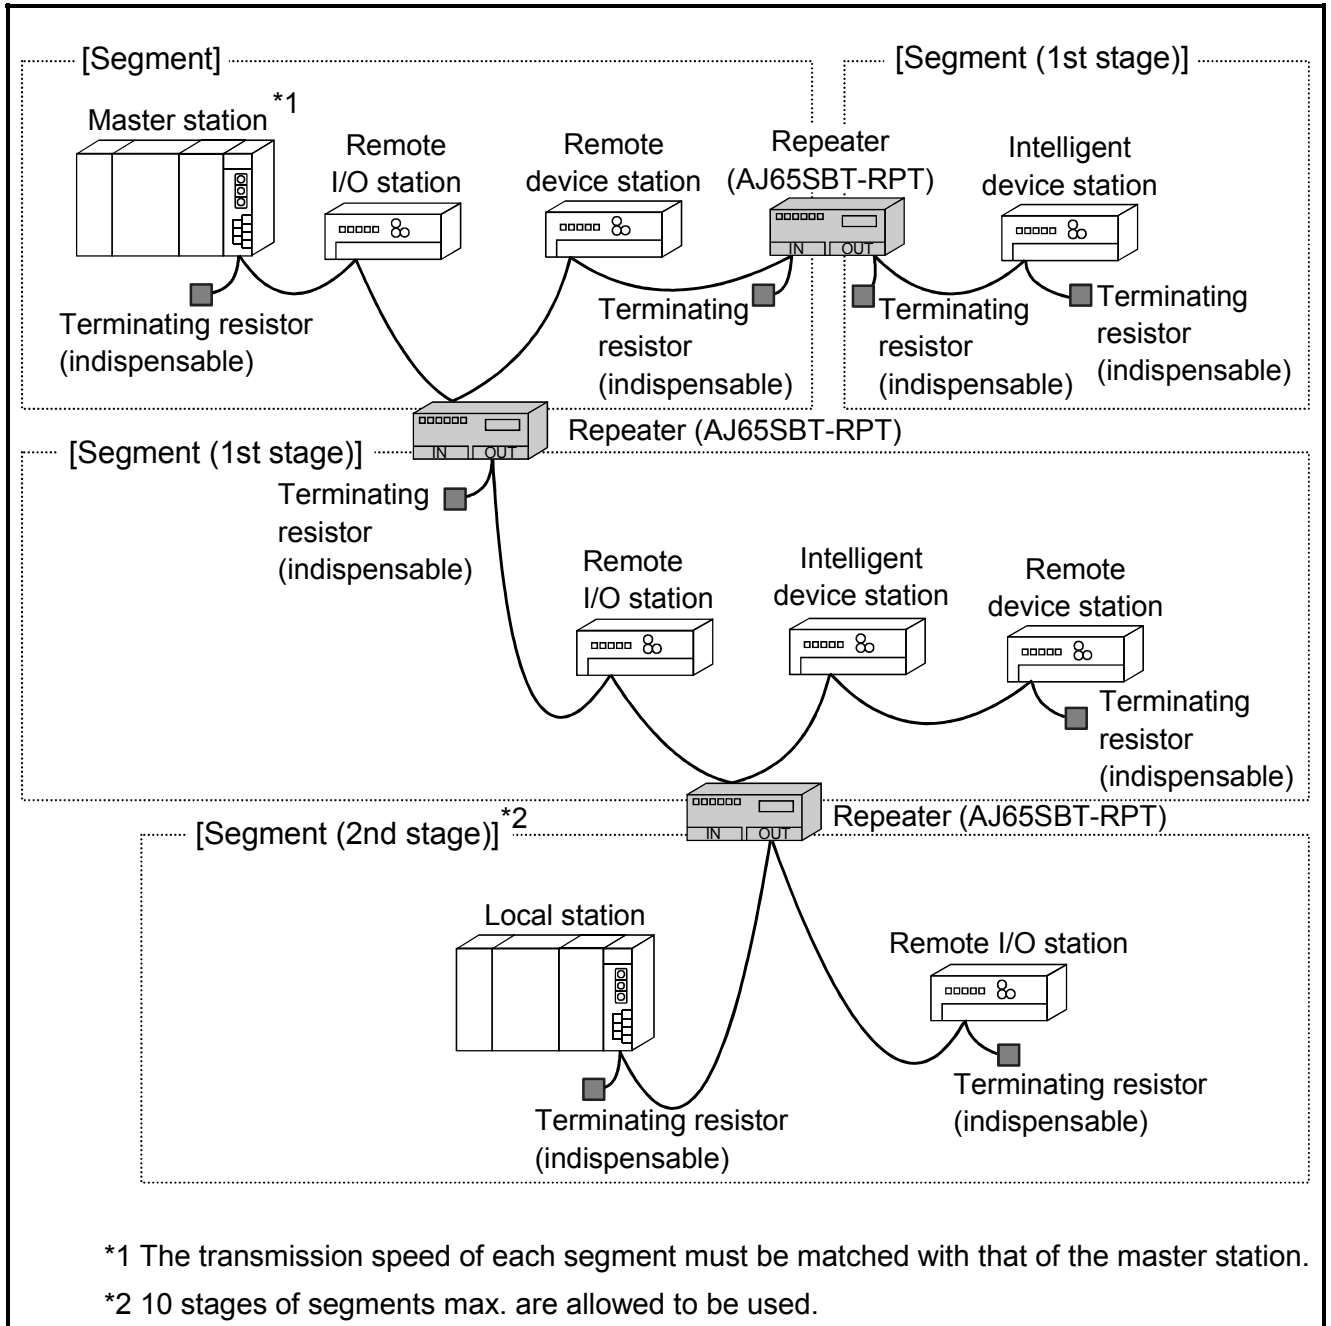 [Segment]
[Segment (1st stage)]
Master station *1
Remote
I/O station
Remote
device station
Repeater
(AJ65SBT-RPT)
Intelligent
device station
IN OUT
Terminating resistor
(indispensable)
Terminating
resistor
(indispensable)
Terminating
resistor
(indispensable)
Terminating
resistor
(indispensable)
IN OUT
Repeater (AJ65SBT-RPT)
[Segment (1st stage)]
Terminating
resistor
(indispensable)
Remote
I/O station
Intelligent
device station
Remote
device station
Terminating
resistor
(indispensable)
IN OUT
Repeater (AJ65SBT-RPT)
[Segment (2nd stage)] *2
Local station
Remote I/O station
Terminating resistor
(indispensable)
Terminating resistor
(indispensable)
*1 The transmission speed of each segment must be matched with that of the master station.
*2 10 stages of segments max. are allowed to be used.